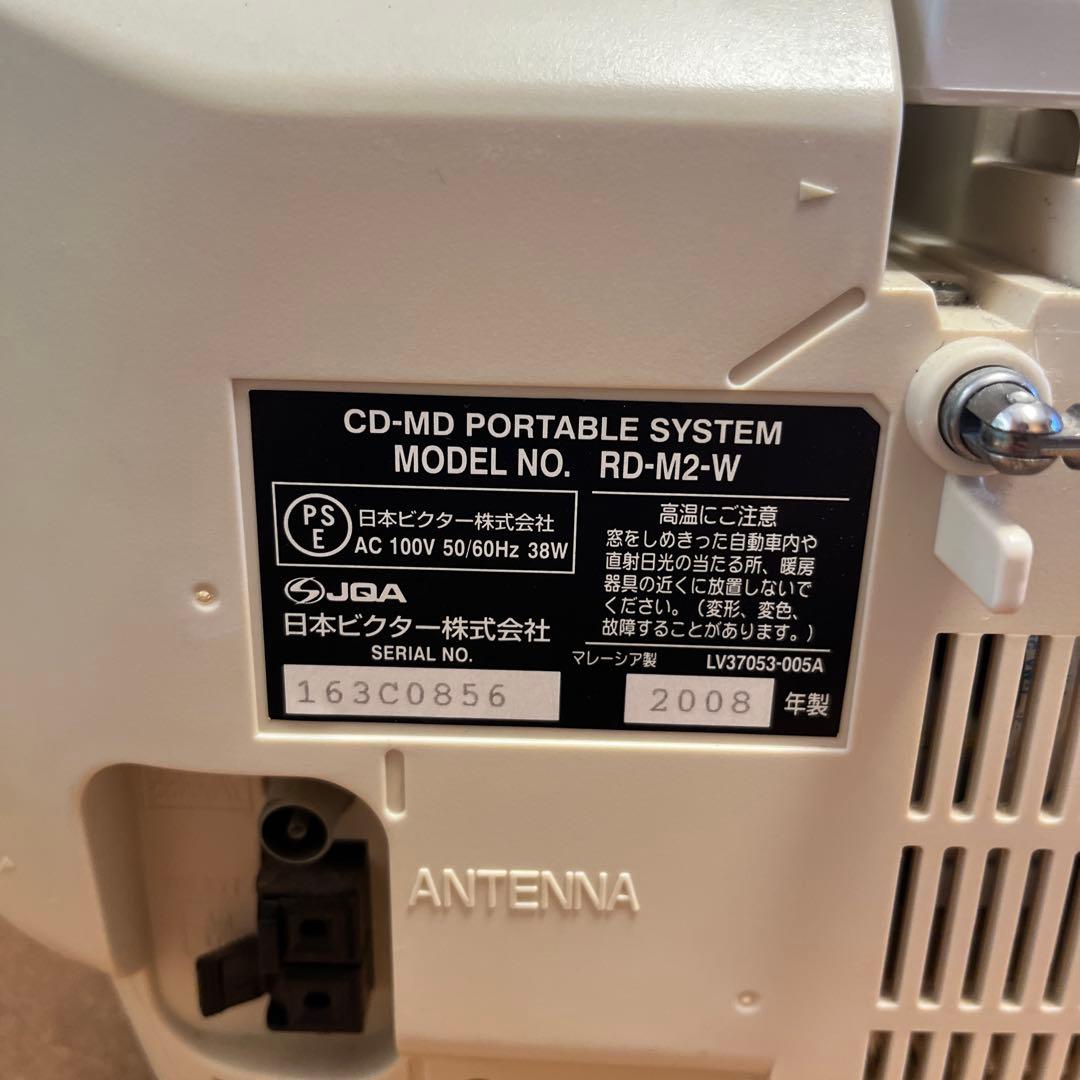 CD-MD PORTABLE SYSTEM
MODEL NO. RD-M2-W
PS
E
日本ビクター株式会社
AC 100V 50/60Hz 38W
JQA
日本ビクター株式会社
SERIAL NO.
163C0856
高温にご注意
窓をしめきった自動車内や
直射日光の当たる所、暖房
器具の近くに放置しないで
ください。（変形、変色、
故障することがあります。）
マレーシア製 LV37053-005A
2008 年製
ANTENNA